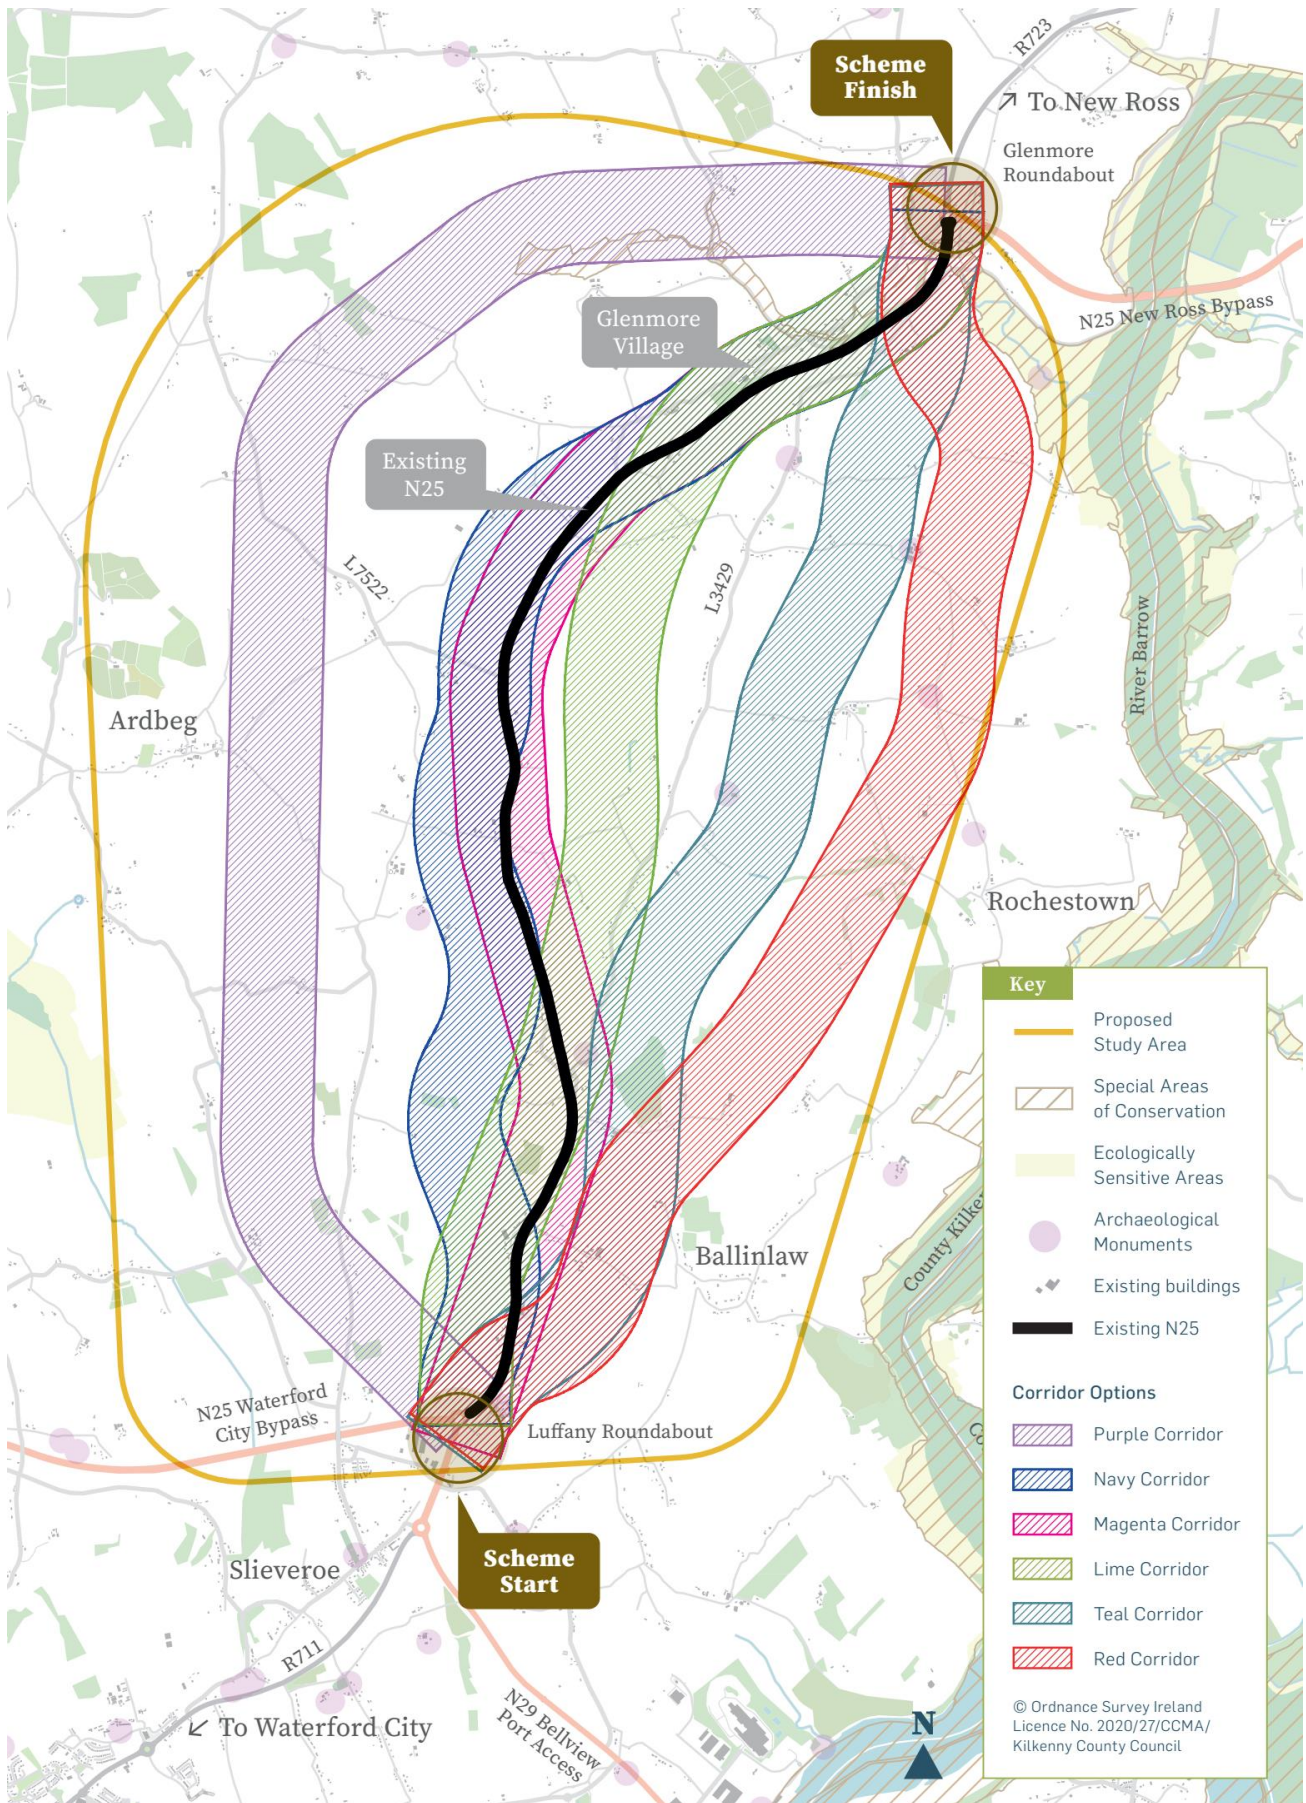 R723
Scheme
Finish
To New Ross
Glenmore
Roundabout
N25 New Ross Bypass
Glenmore
Village
Existing
N25
L7522
L3429
River Barrow
Ardbeg
Rochestown
Ballinlaw
County Kilken
N25 Waterford
City Bypass
Luffany Roundabout
Scheme
Start
Slieveroe
R711
To Waterford City
N29 Bellview
Port Access
N
Key
Proposed
Study Area
Special Areas
of Conservation
Ecologically
Sensitive Areas
Archaeological
Monuments
Existing buildings
Existing N25
Corridor Options
Purple Corridor
Navy Corridor
Magenta Corridor
Lime Corridor
Teal Corridor
Red Corridor
© Ordnance Survey Ireland
Licence No. 2020/27/CCMA/
Kilkenny County Council